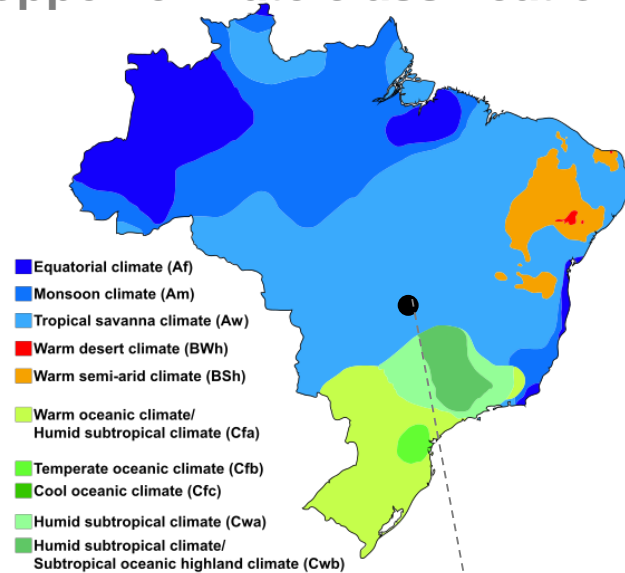 Equatorial climate (Af)
Monsoon climate (Am)
Tropical savanna climate (Aw)
Warm desert climate (BWh)
Warm semi-arid climate (BSh)
Warm oceanic climate/
Humid subtropical climate (Cfa)
Temperate oceanic climate (Cfb)
Cool oceanic climate (Cfc)
Humid subtropical climate (Cwa)
Humid subtropical climate/
Subtropical oceanic highland climate (Cwb)